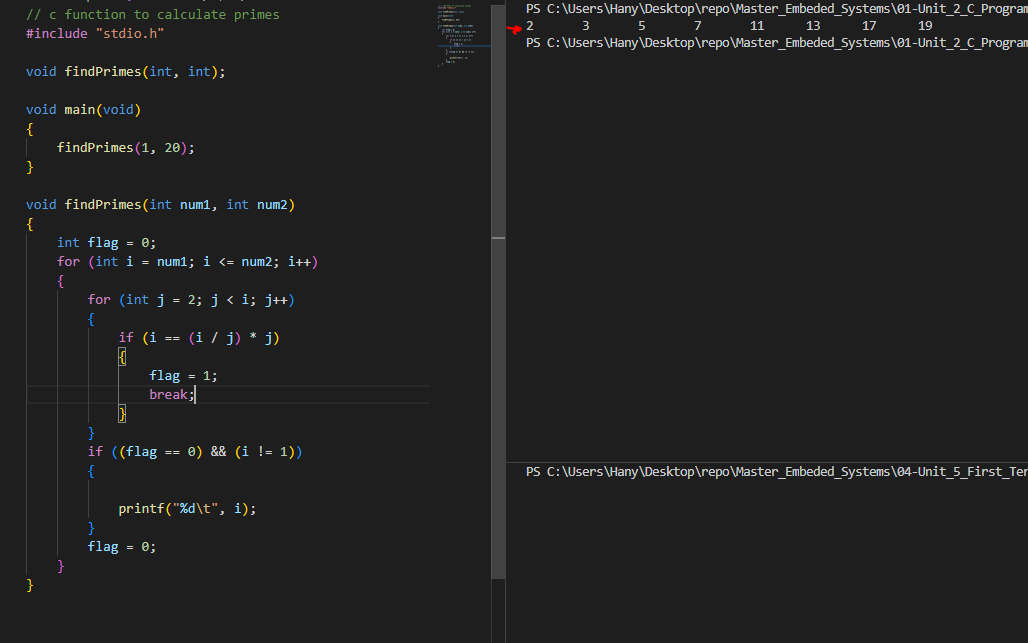 // c function to calculate primes
#include "stdio.h"
void findPrimes(int, int);
void main(void)
{
findPrimes(1, 20);
}
void findPrimes(int num1, int num2)
{
int flag = 0;
for (int i = num1; i <= num2; i++)
{
for (int j = 2; j < i; j++)
{
if (i == (i / j) * j)
{
flag = 1;
break;
}
}
if ((flag == 0) && (i != 1))
{
printf("%d\t", i);
}
flag = 0;
}
}
PS C:\Users\Hany\Desktop\repo\Master_Embeded_Systems\01-Unit_2_C_Program
2 3 5 7 11 13 17 19
PS C:\Users\Hany\Desktop\repo\Master_Embeded_Systems\01-Unit_2_C_Program
PS C:\Users\Hany\Desktop\repo\Master_Embeded_Systems\04-Unit_5_First_Ter